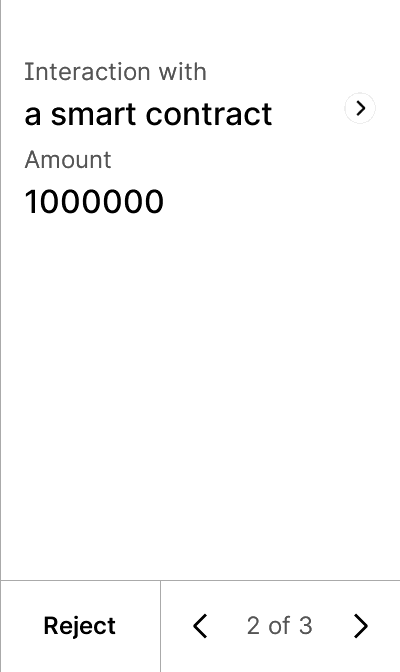 Interaction with
a smart contract
Amount
1000000
Reject
2 of 3